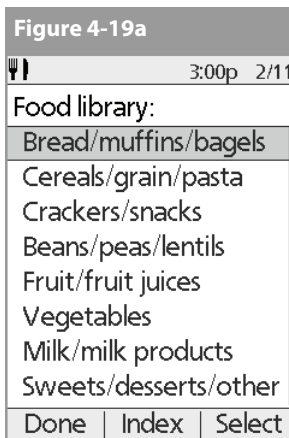 Figure 4-19a
3:00p 2/11
Food library:
Bread/muffins/bagels
Cereals/grain/pasta
Crackers/snacks
Beans/peas/lentils
Fruit/fruit juices
Vegetables
Milk/milk products
Sweets/desserts/other
Done | Index | Select